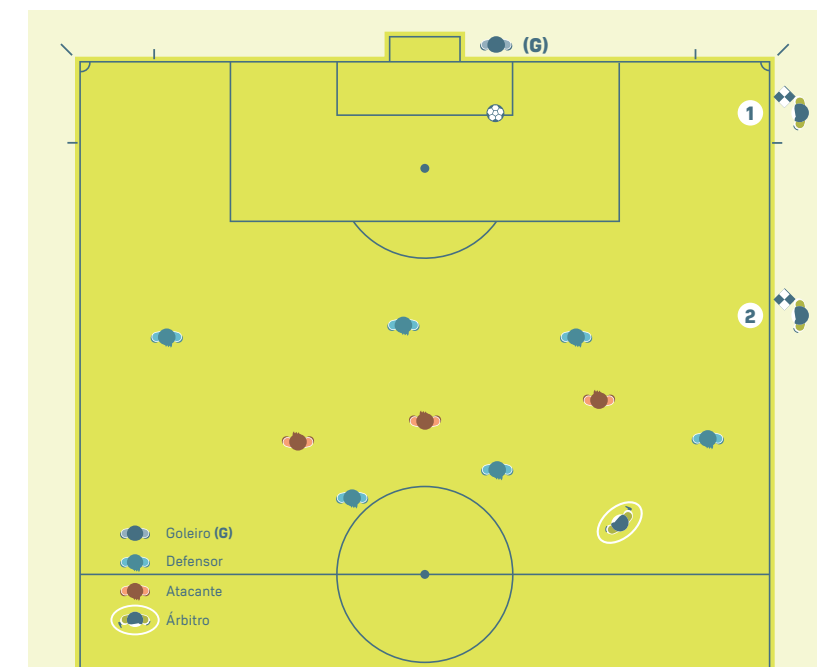 (G)
1
2
Goleiro (G)
Defensor
Atacante
Árbitro